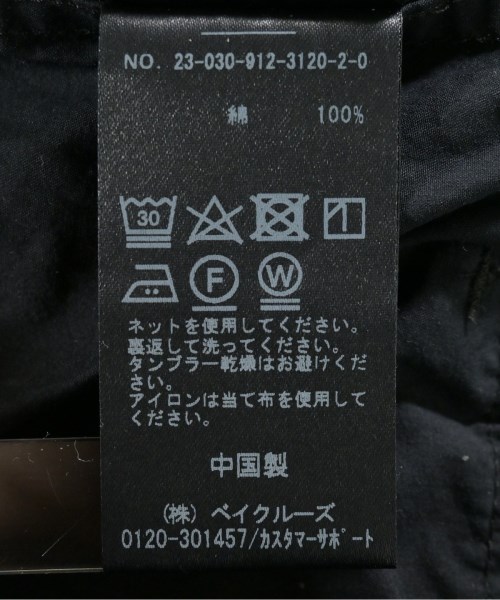 NO. 23-030-912-3120-2-0
綿 100%
30
F W
ネットを使用してください。
裏返して洗ってください。
タンブラー乾燥はお避けくだ
さい。
アイロンは当て布を使用して
ください。
中国製
(株) ベイクルーズ
0120-301457/カスタマーサポート